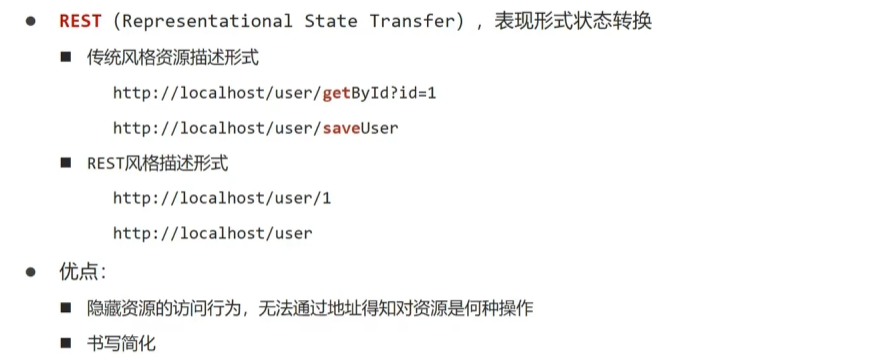 ● REST（Representational State Transfer），表现形式状态转换
■ 传统风格资源描述形式
http://localhost/user/getById?id=1
http://localhost/user/saveUser
■ REST风格描述形式
http://localhost/user/1
http://localhost/user
● 优点：
■ 隐藏资源的访问行为，无法通过地址得知对资源是何种操作
■ 书写简化